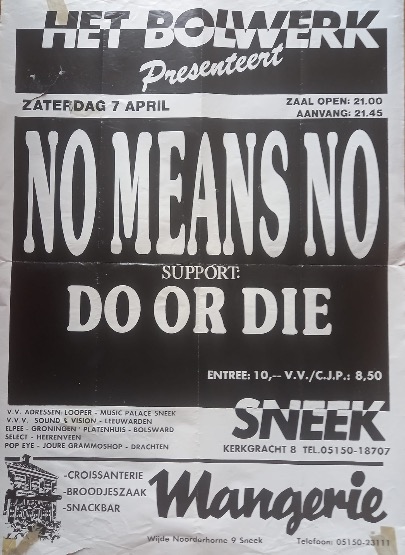 HET BOLWERK
Presenteert
ZATERDAG 7 APRIL
ZAAL OPEN: 21.00
AANVANG: 21.45
NO MEANS NO
SUPPORT:
DO OR DIE
ENTREE: 10,-- V.V./C.J.P.: 8,50
V.V. ADRESSEN: LOOPER - MUSIC PALACE SNEEK
V.V.V. SOUND & VISION - LEEUWARDEN
ELPEE - GRONINGEN - PLATENHUIS - BOLSWARD
SELECT - HEERENVEEN
POP EYE - JOURE GRAMMOSHOP - DRACHTEN
SNEEK
KERKGRACHT 8 TEL.05150-18707
-CROISSANTERIE
-BROODJESZAAK
-SNACKBAR
Mangerie
Wijde Noorderhorne 9 Sneek
Telefoon: 05150-23111